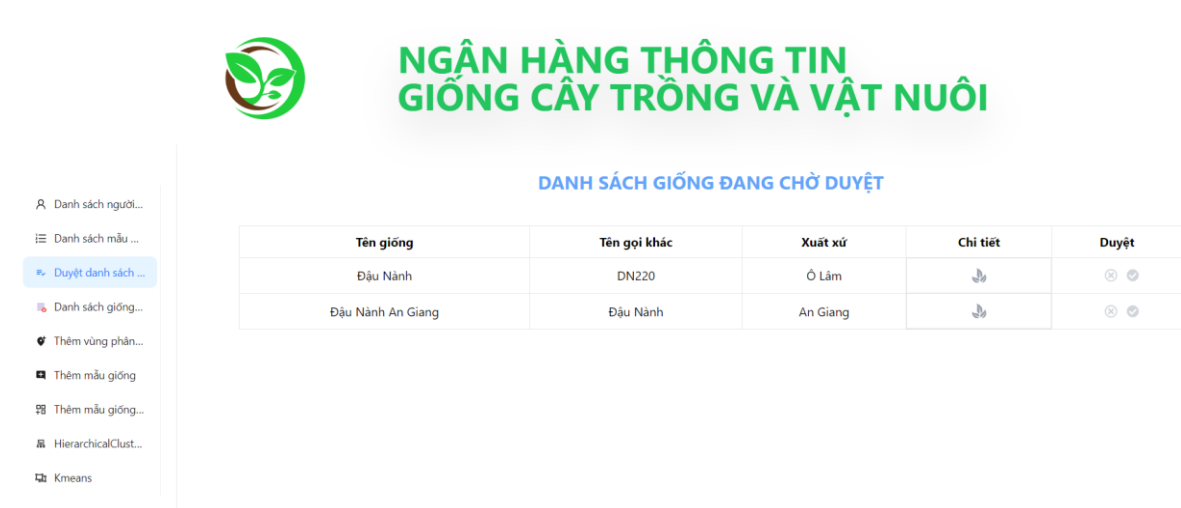 NGÂN HÀNG THÔNG TIN
GIỐNG CÂY TRỒNG VÀ VẬT NUÔI
DANH SÁCH GIỐNG ĐANG CHỜ DUYỆT
Danh sách người...
Danh sách mẫu ...
Duyệt danh sách ...
Danh sách giống...
Thêm vùng phân...
Thêm mẫu giống
Thêm mẫu giống...
HierarchicalClust...
Kmeans
Tên giống Tên gọi khác Xuất xứ Chi tiết Duyệt
Đậu Nành DN220 Ô Lâm
Đậu Nành An Giang Đậu Nành An Giang